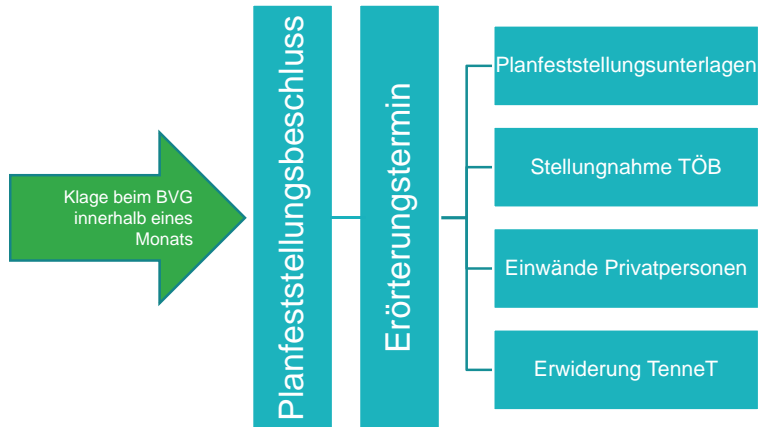 Klage beim BVG
innerhalb eines
Monats
Planfeststellungsbeschluss
Erörterungstermin
Planfeststellungsunterlagen
Stellungnahme TÖB
Einwände Privatpersonen
Erwiderung TenneT